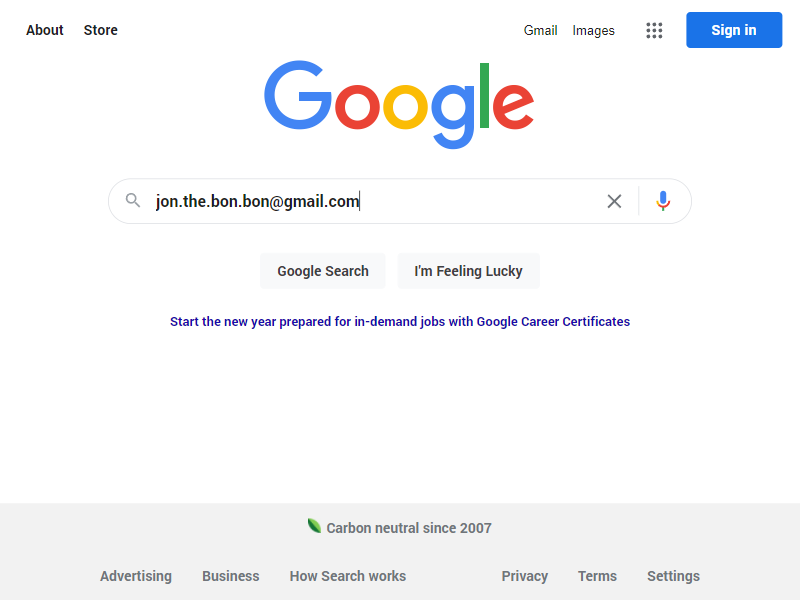 About Store Gmail Images Sign in
Google
jon.the.bon.bon@gmail.com
Google Search I'm Feeling Lucky
Start the new year prepared for in-demand jobs with Google Career Certificates
Carbon neutral since 2007
Advertising Business How Search works Privacy Terms Settings